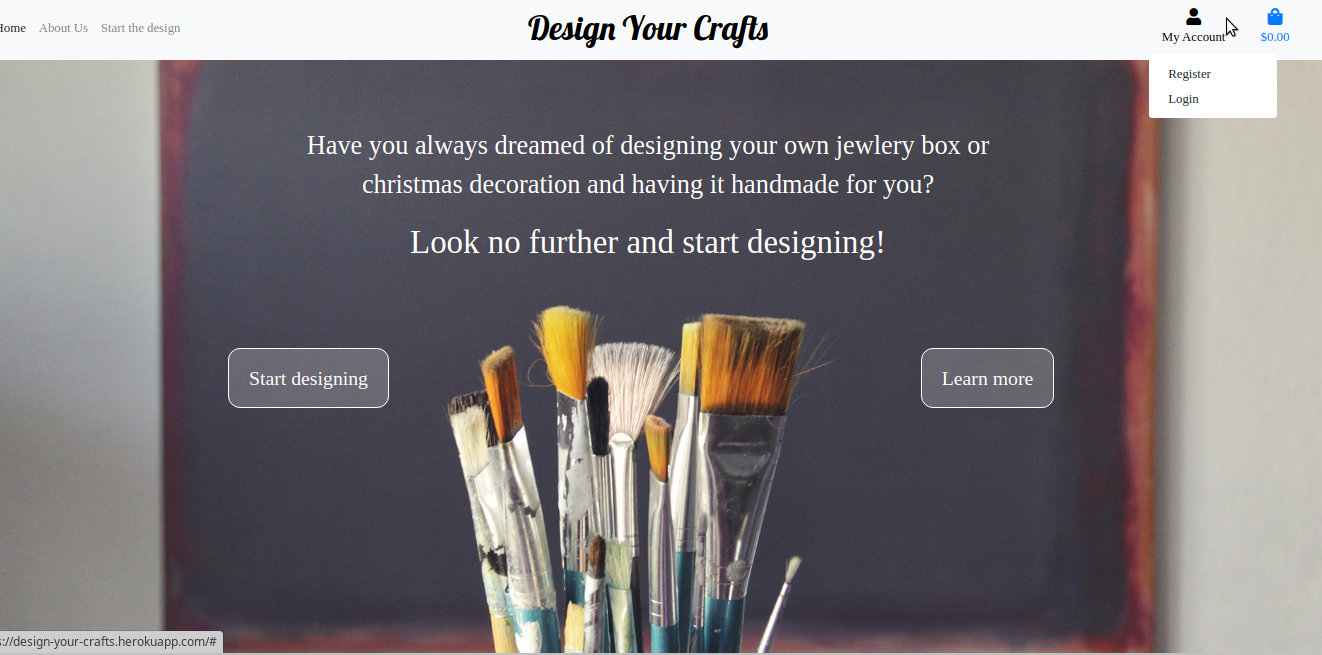 Home About Us Start the design
Design Your Crafts
My Account
$0.00
Register
Login
Have you always dreamed of designing your own jewlery box or
christmas decoration and having it handmade for you?
Look no further and start designing!
Start designing
Learn more
s://design-your-crafts.herokuapp.com/#